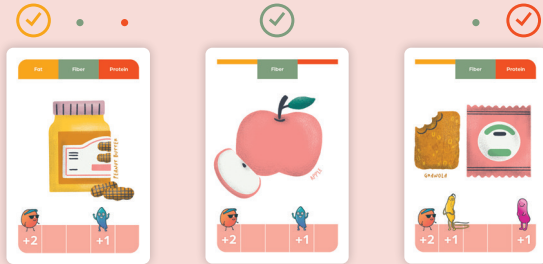 Fat Fiber Protein
PEANUT BUTTER
+2 +1
Fiber
APPLE
+2 +1
Fiber Protein
GRANOLA
+2 +1 +1